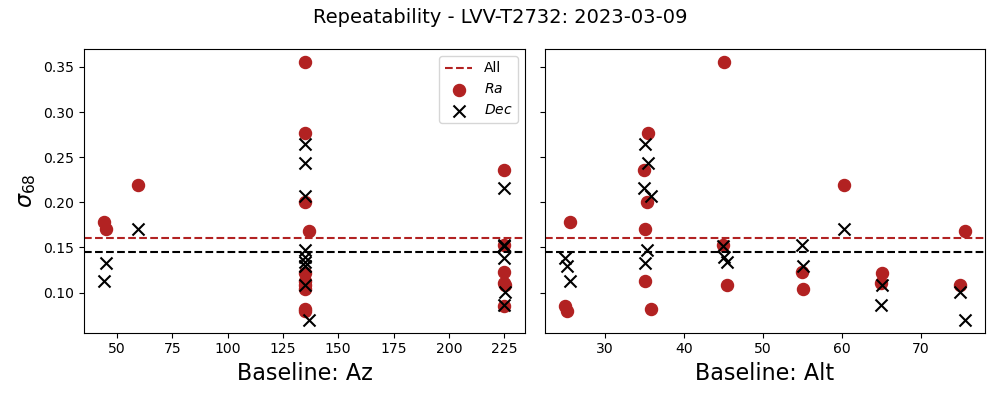 Repeatability - LVV-T2732: 2023-03-09
σ68
0.35
0.30
0.25
0.20
0.15
0.10
All
Ra
Dec
50 75 100 125 150 175 200 225
30 40 50 60 70
Baseline: Az
Baseline: Alt